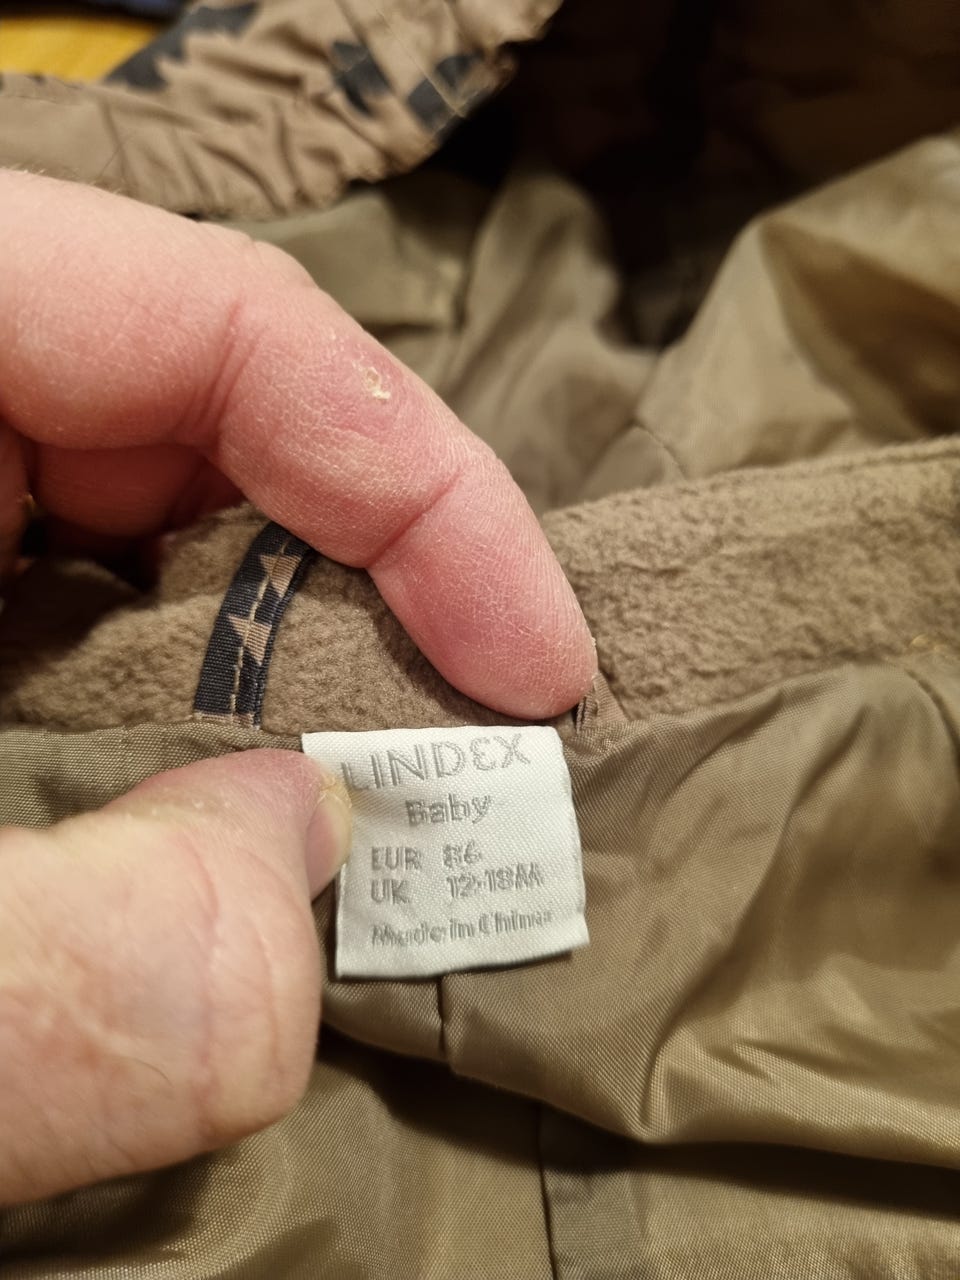 LINDEX
Baby
EUR 86
UK 12-18M
Made in China